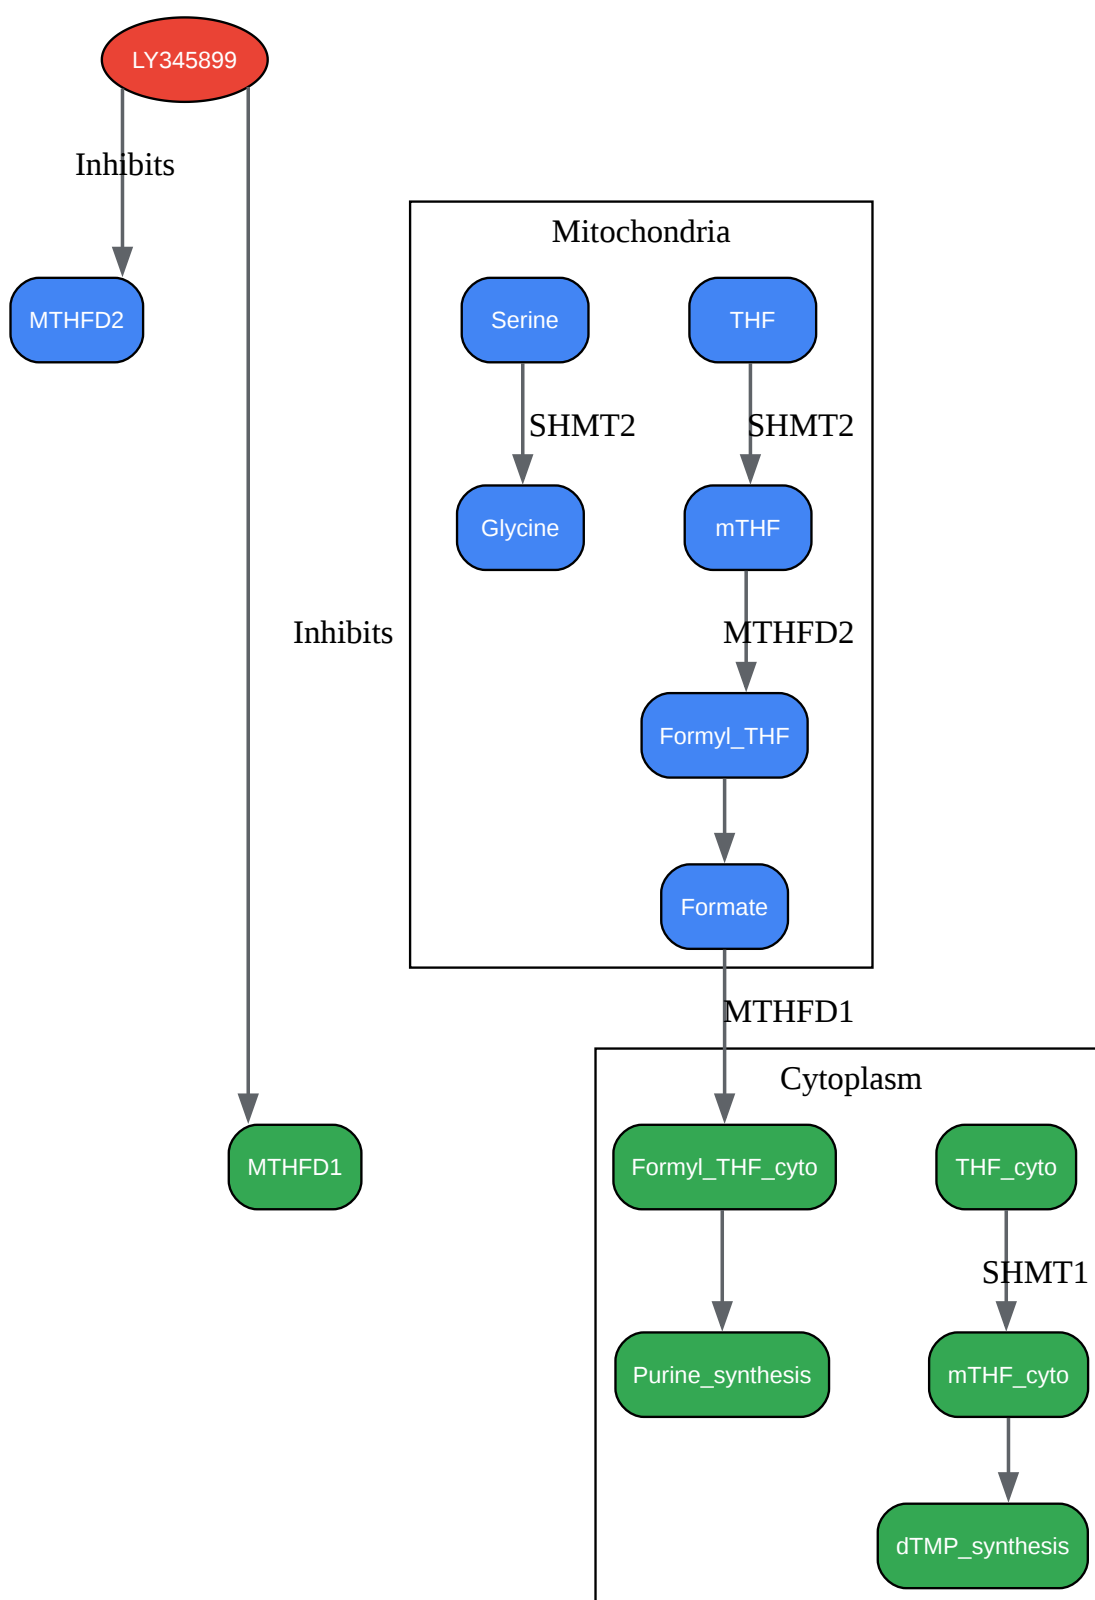 LY345899
Inhibits
Mitochondria
MTHFD2
Serine
THF
SHMT2
SHMT2
Glycine
mTHF
Inhibits
MTHFD2
Formyl_THF
Formate
MTHFD1
Cytoplasm
MTHFD1
Formyl_THF_cyto
THF_cyto
SHMT1
Purine_synthesis
mTHF_cyto
dTMP_synthesis